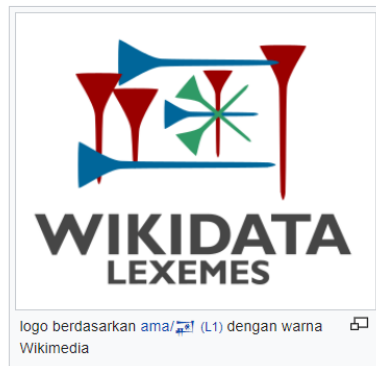 WIKIDATA
LEXEMES
logo berdasarkan ama/𒂼 (L1) dengan warna
Wikimedia